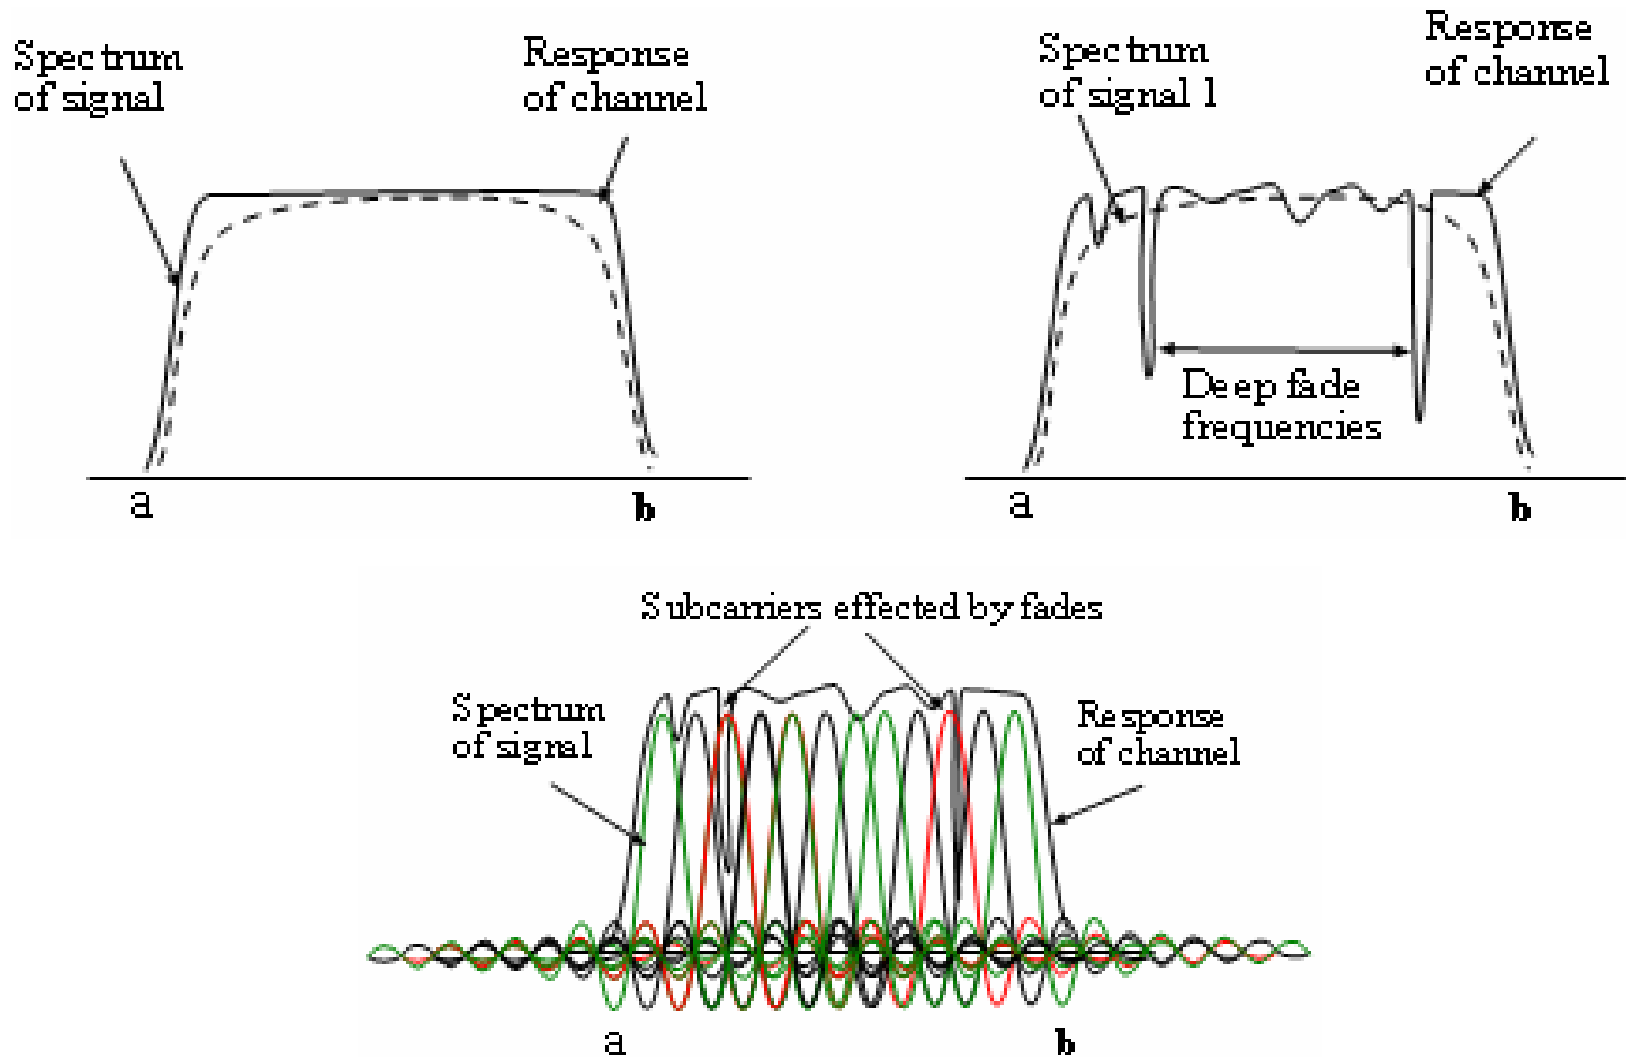 Spectrum
of signal
Response
of channel
a
b
Spectrum
of signal 1
Response
of channel
Deep fade
frequencies
a
b
Subcarriers effected by fades
Spectrum
of signal
Response
of channel
a
b